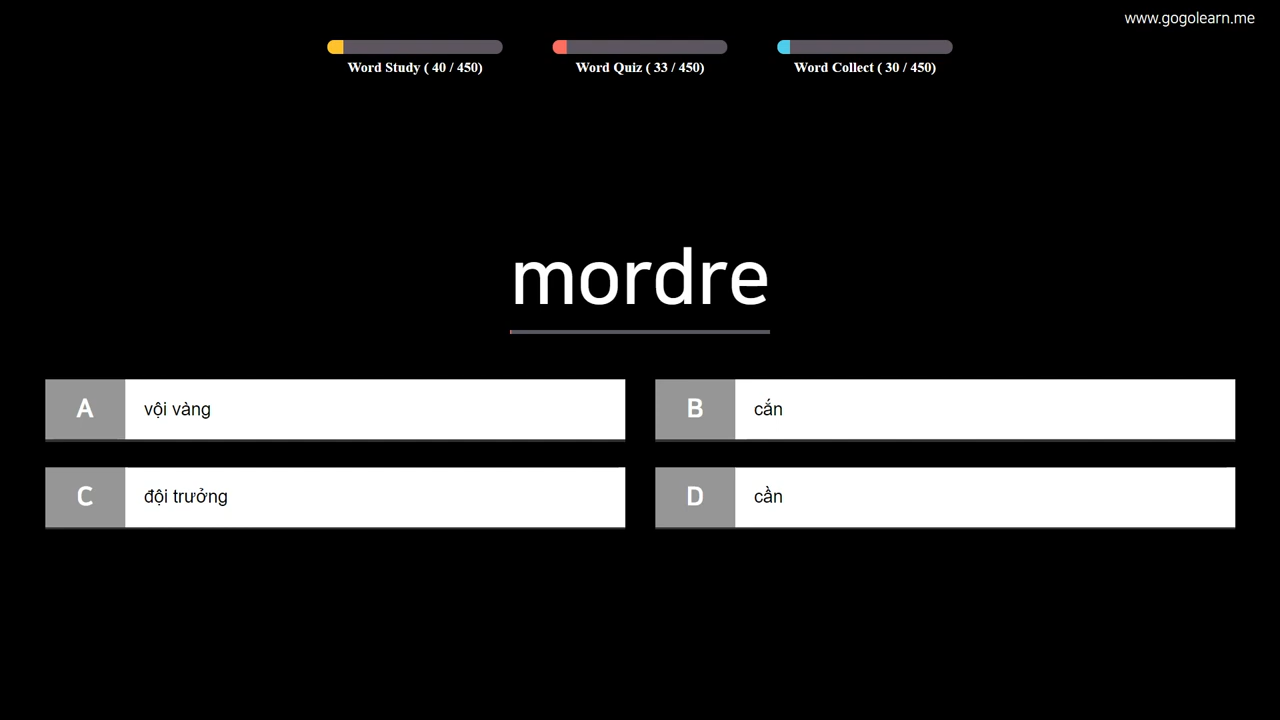 www.gogolearn.me
Word Study ( 40 / 450)
Word Quiz ( 33 / 450)
Word Collect ( 30 / 450)
mordre
A vội vàng
B cắn
C đội trưởng
D cần